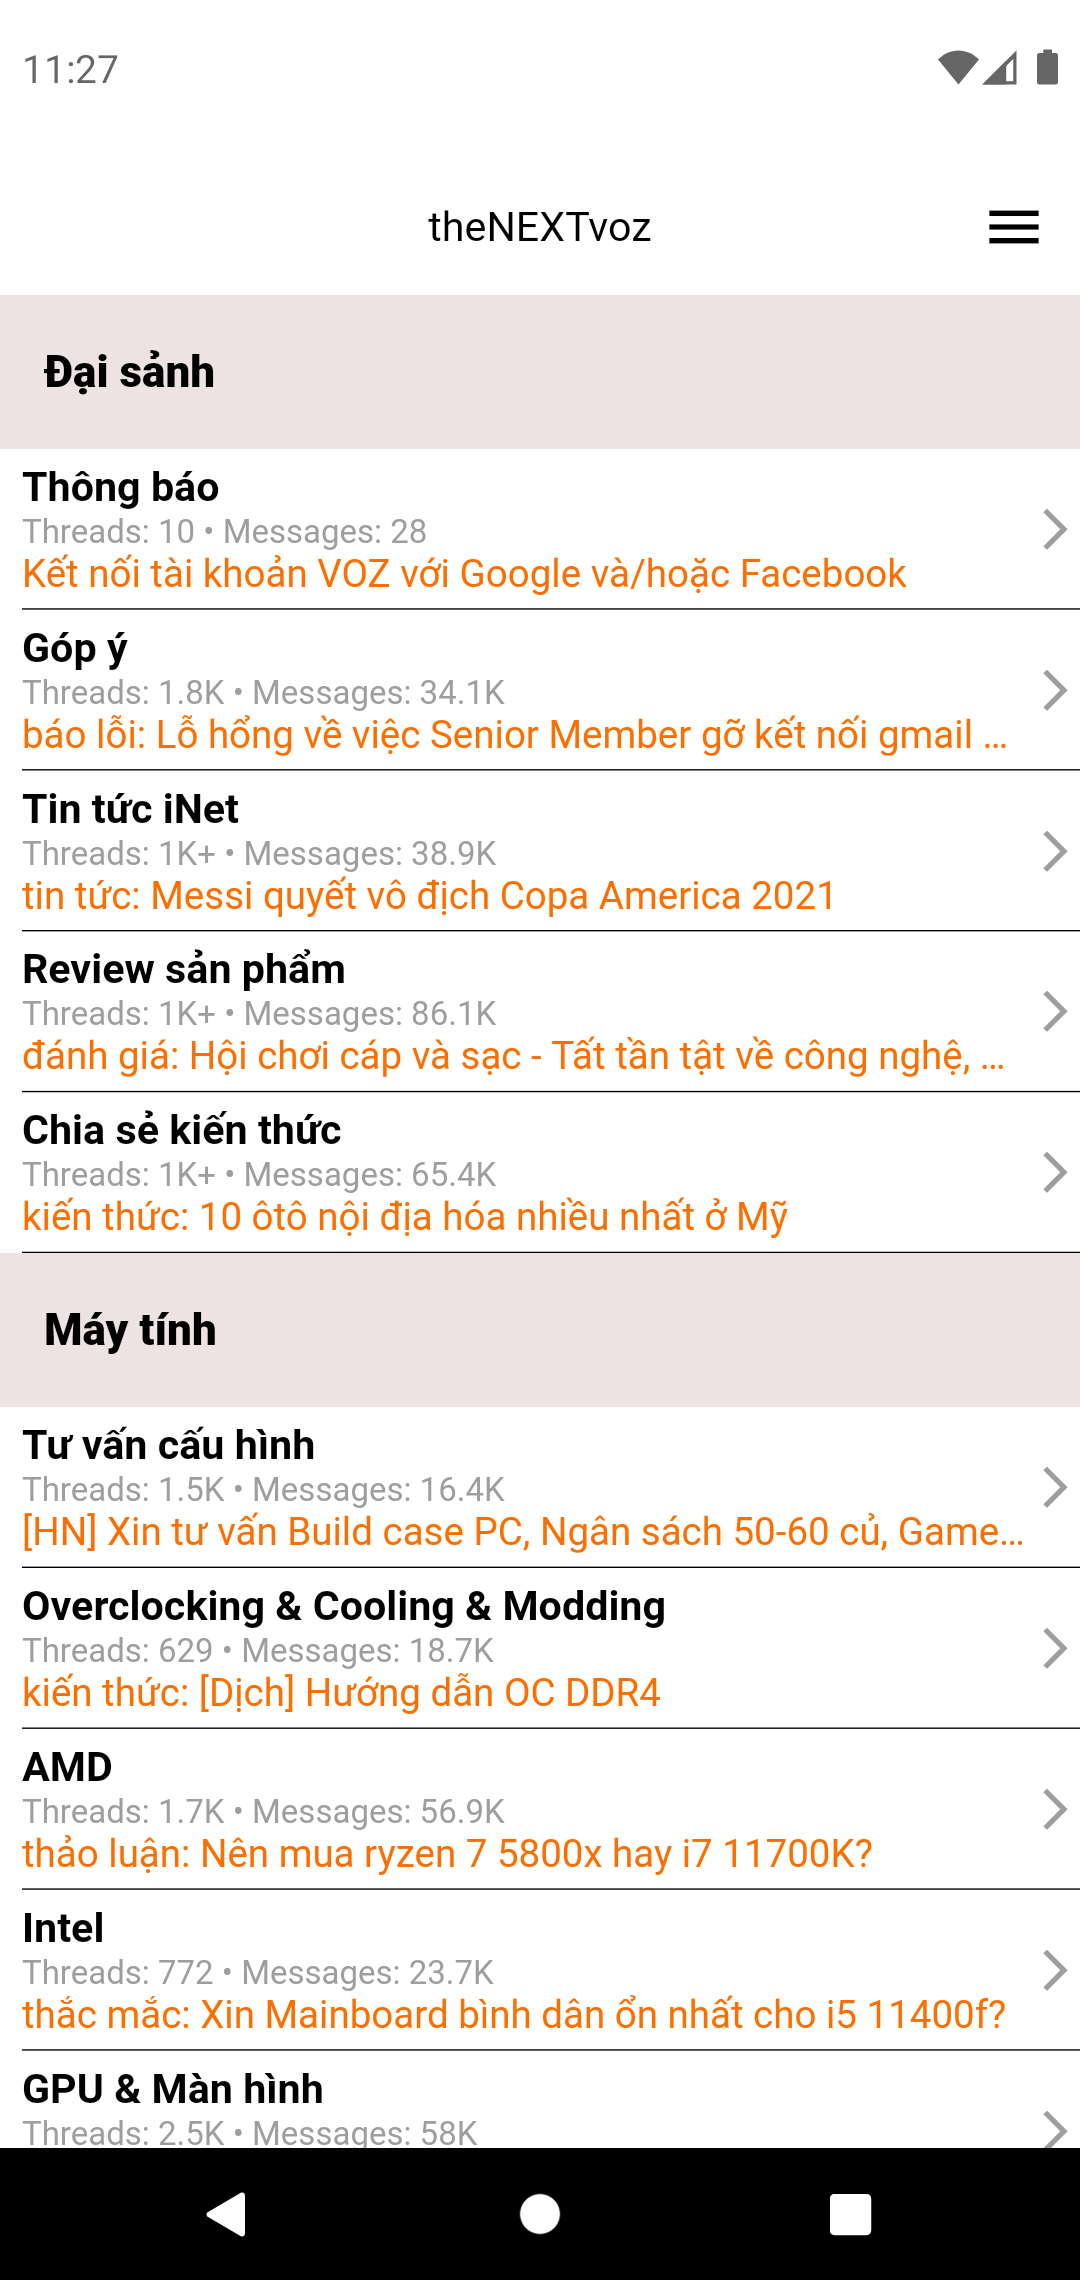 11:27
theNEXTvoz
Đại sảnh
Thông báo
Threads: 10 • Messages: 28
Kết nối tài khoản VOZ với Google và/hoặc Facebook
Góp ý
Threads: 1.8K • Messages: 34.1K
báo lỗi: Lỗ hổng về việc Senior Member gỡ kết nối gmail ...
Tin tức iNet
Threads: 1K+ • Messages: 38.9K
tin tức: Messi quyết vô địch Copa America 2021
Review sản phẩm
Threads: 1K+ • Messages: 86.1K
đánh giá: Hội chơi cáp và sạc - Tất tần tật về công nghệ, ...
Chia sẻ kiến thức
Threads: 1K+ • Messages: 65.4K
kiến thức: 10 ôtô nội địa hóa nhiều nhất ở Mỹ
Máy tính
Tư vấn cấu hình
Threads: 1.5K • Messages: 16.4K
[HN] Xin tư vấn Build case PC, Ngân sách 50-60 củ, Game...
Overclocking & Cooling & Modding
Threads: 629 • Messages: 18.7K
kiến thức: [Dịch] Hướng dẫn OC DDR4
AMD
Threads: 1.7K • Messages: 56.9K
thảo luận: Nên mua ryzen 7 5800x hay i7 11700K?
Intel
Threads: 772 • Messages: 23.7K
thắc mắc: Xin Mainboard bình dân ổn nhất cho i5 11400f?
GPU & Màn hình
Threads: 2.5K • Messages: 58K